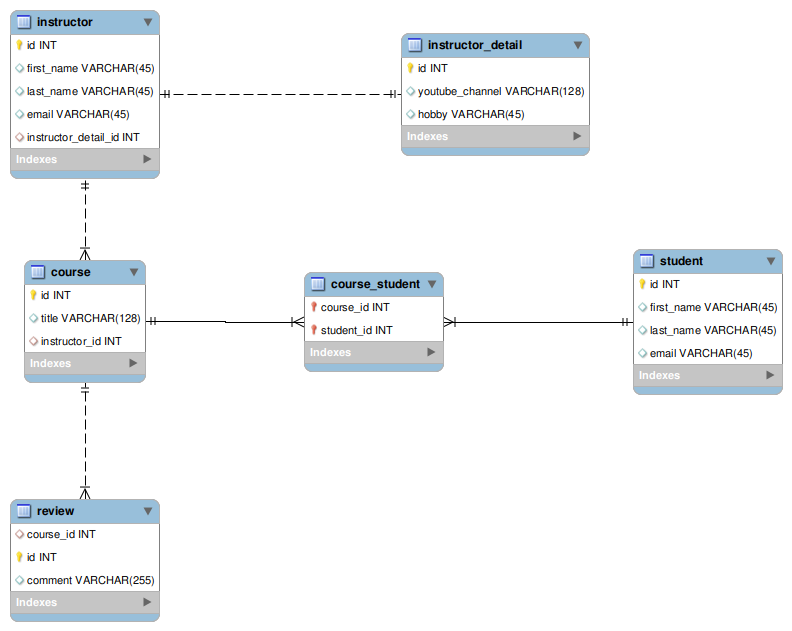 instructor
id INT
first_name VARCHAR(45)
last_name VARCHAR(45)
email VARCHAR(45)
instructor_detail_id INT
Indexes
instructor_detail
id INT
youtube_channel VARCHAR(128)
hobby VARCHAR(45)
Indexes
course
id INT
title VARCHAR(128)
instructor_id INT
Indexes
course_student
course_id INT
student_id INT
Indexes
student
id INT
first_name VARCHAR(45)
last_name VARCHAR(45)
email VARCHAR(45)
Indexes
review
course_id INT
id INT
comment VARCHAR(255)
Indexes